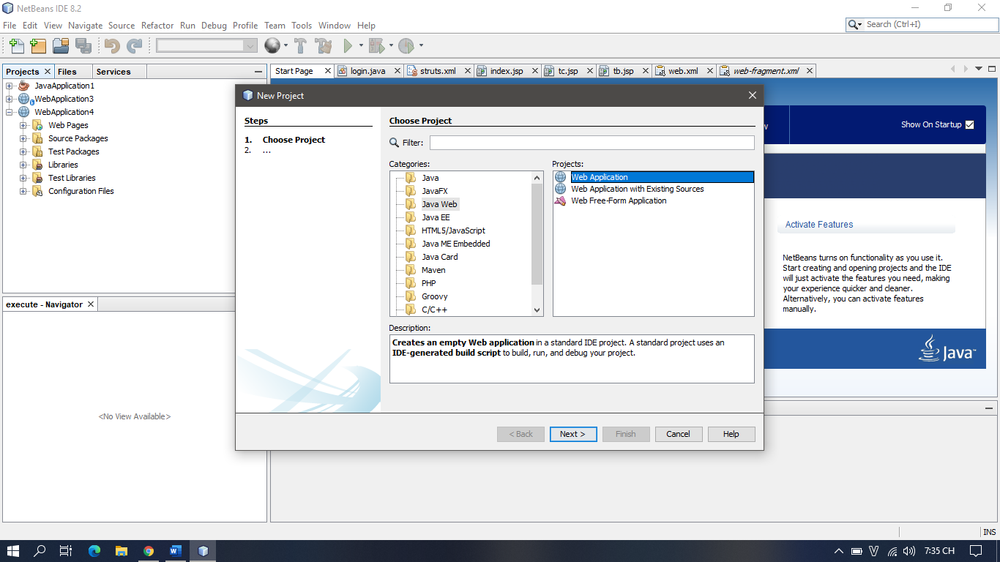 NetBeans IDE 8.2
File Edit View Navigate Source Refactor Run Debug Profile Team Tools Window Help
Search (Ctrl+I)
Projects Files Services
Start Page login.java struts.xml index.jsp tc.jsp tb.jsp web.xml web-fragment.xml
JavaApplication1
WebApplication3
WebApplication4
Web Pages
Source Packages
Test Packages
Libraries
Test Libraries
Configuration Files
execute - Navigator
<No View Available>
New Project
Steps
1. Choose Project
2. ...
Choose Project
Filter:
Categories:
Java
JavaFX
Java Web
Java EE
HTML5/JavaScript
Java ME Embedded
Java Card
Maven
PHP
Groovy
C/C++
Projects:
Web Application
Web Application with Existing Sources
Web Free-Form Application
Description:
Creates an empty Web application in a standard IDE project. A standard project uses an
IDE-generated build script to build, run, and debug your project.
< Back Next > Finish Cancel Help
Show On Startup
Activate Features
NetBeans turns on functionality as you use it.
Start creating and opening projects and the IDE
will just activate the features you need, making
your experience quicker and cleaner.
Alternatively, you can activate features
manually.
Java™
INS
7:35 CH